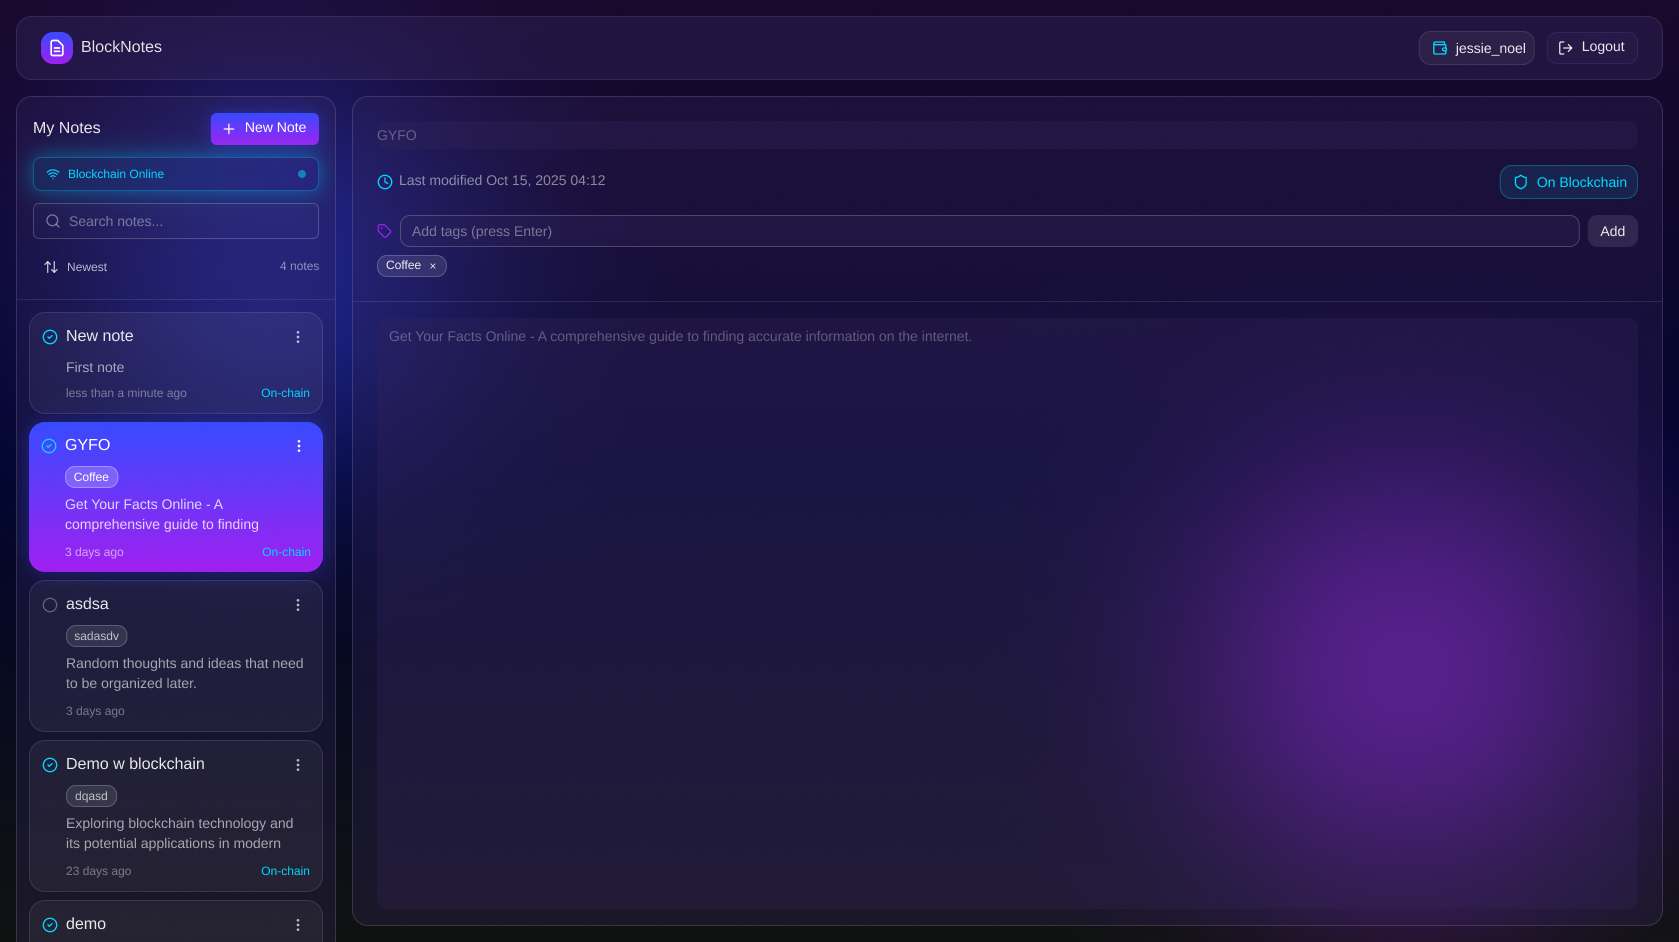 BlockNotes
jessie_noel
Logout
My Notes
New Note
Blockchain Online
Search notes...
Newest
4 notes
New note
First note
less than a minute ago
On-chain
GYFO
Coffee
Get Your Facts Online - A
comprehensive guide to finding
3 days ago
On-chain
asdsa
sadasdv
Random thoughts and ideas that need
to be organized later.
3 days ago
Demo w blockchain
dqasd
Exploring blockchain technology and
its potential applications in modern
23 days ago
On-chain
demo
GYFO
Last modified Oct 15, 2025 04:12
On Blockchain
Add tags (press Enter)
Add
Coffee ×
Get Your Facts Online - A comprehensive guide to finding accurate information on the internet.